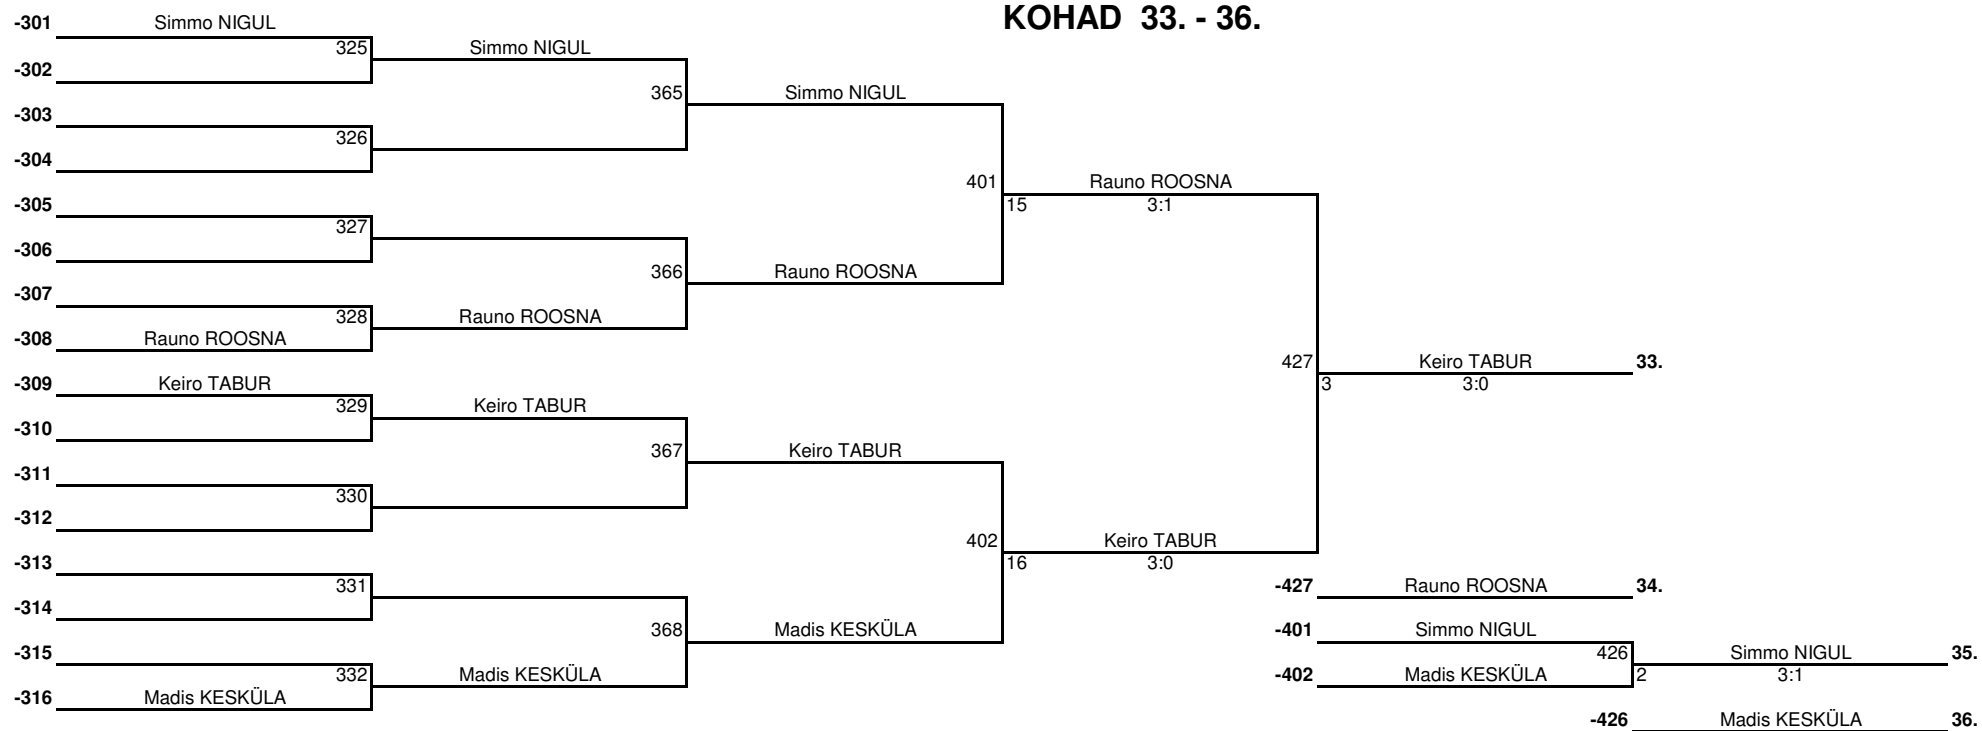 KOHAD 33. - 36.
-301 Simmo NIGUL
325 Simmo NIGUL
-302
365 Simmo NIGUL
-303
326
-304
401 Rauno ROOSNA
15 3:1
-305
327
-306
366 Rauno ROOSNA
-307
328 Rauno ROOSNA
-308 Rauno ROOSNA
427 Keiro TABUR 33.
3 3:0
-309 Keiro TABUR
329 Keiro TABUR
-310
367 Keiro TABUR
-311
330
-312
402 Keiro TABUR
16 3:0
-313
331
-314
368 Madis KESKÜLA
-315
332 Madis KESKÜLA
-316 Madis KESKÜLA
-427 Rauno ROOSNA 34.
-401 Simmo NIGUL
426 Simmo NIGUL 35.
-402 Madis KESKÜLA
2 3:1
-426 Madis KESKÜLA 36.